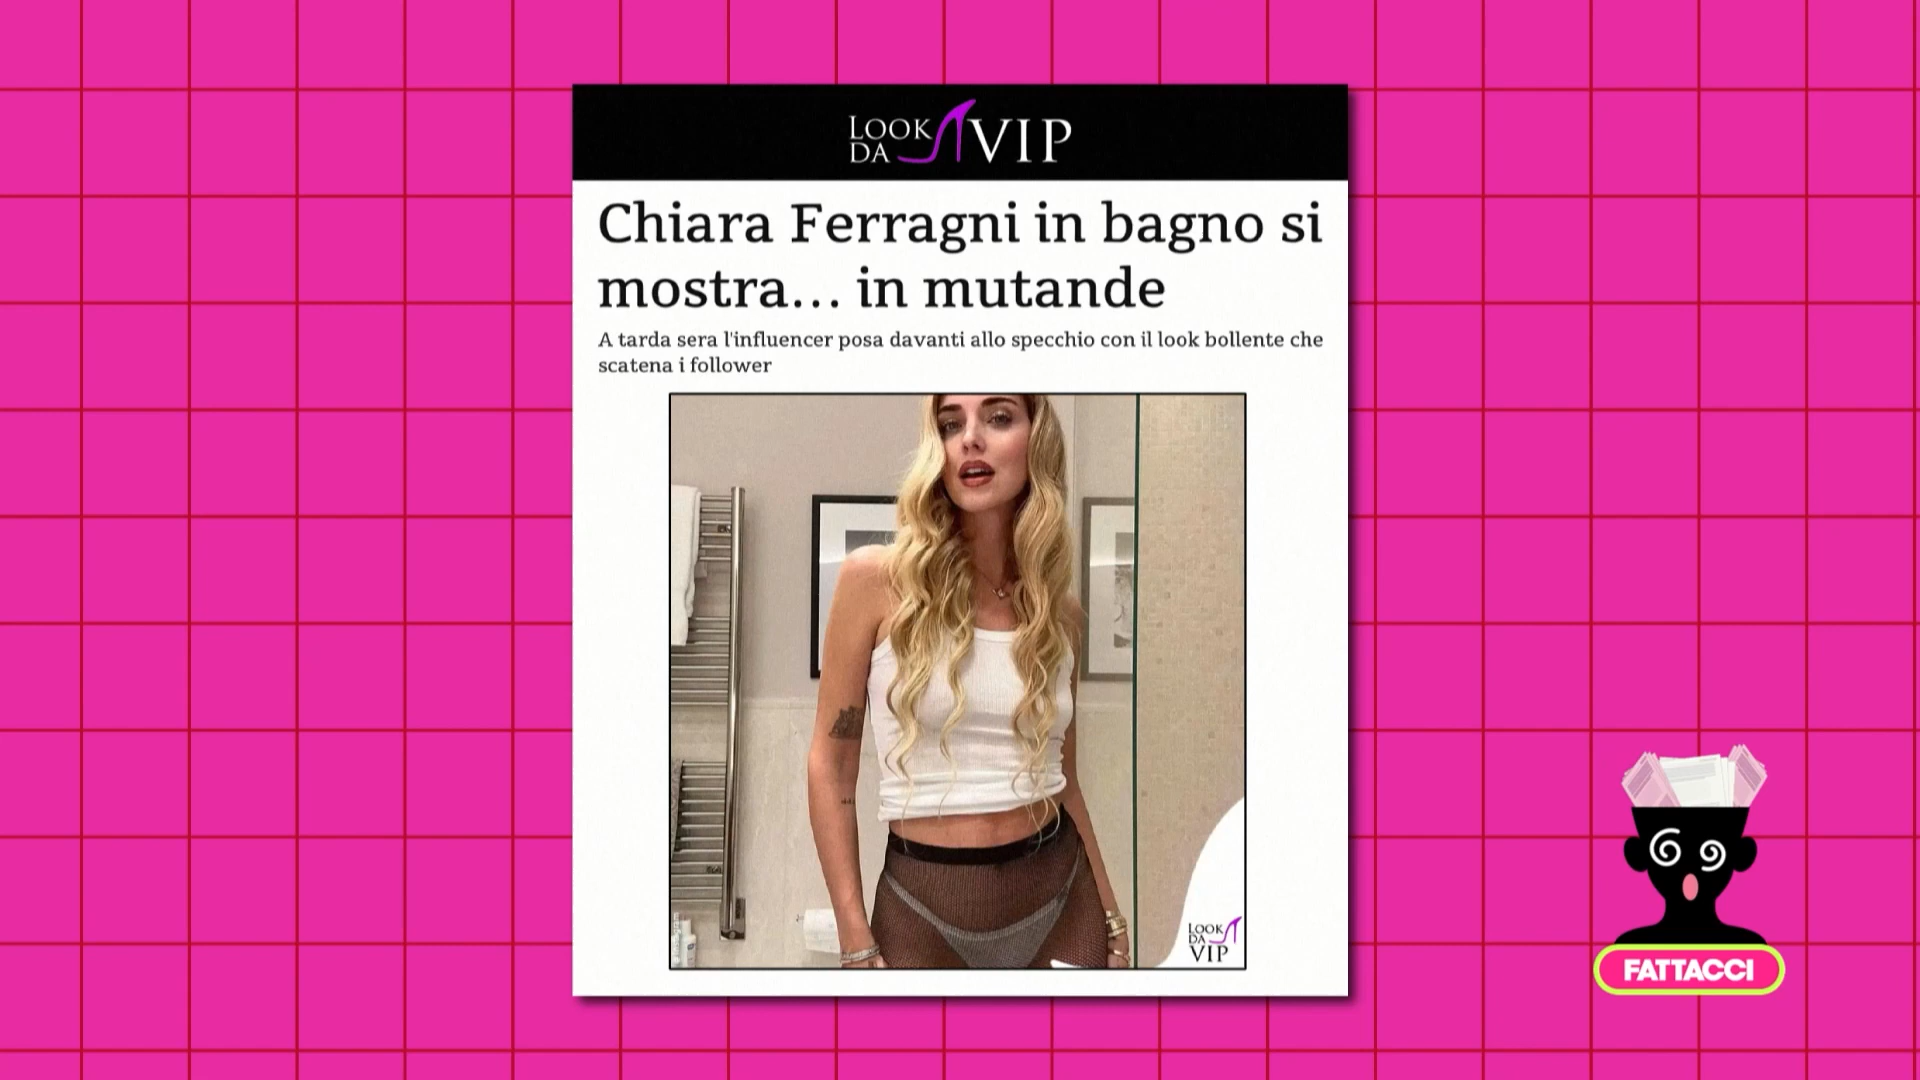 LOOK DA VIP
Chiara Ferragni in bagno si
mostra... in mutande
A tarda sera l'influencer posa davanti allo specchio con il look bollente che
scatena i follower
LOOK
DA
VIP
FATTACCI